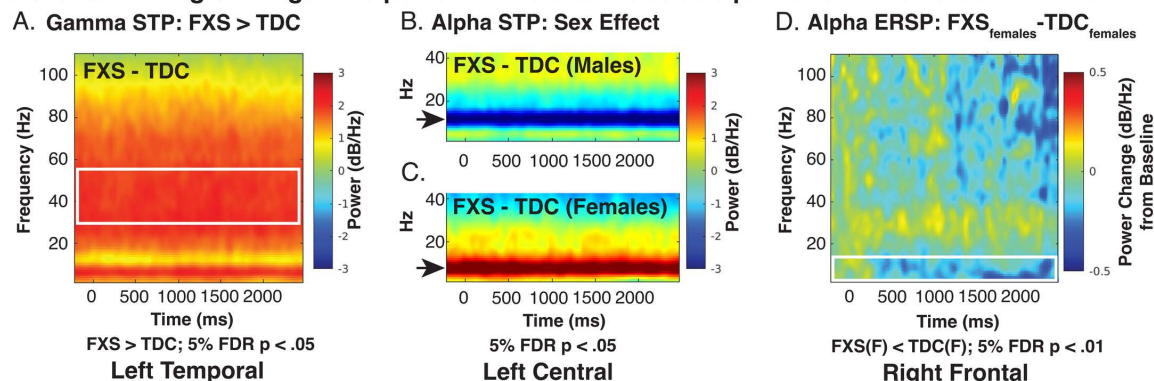 A. Gamma STP: FXS > TDC
FXS - TDC
Frequency (Hz)
100
80
60
40
20
0 500 1000 1500 2000
Time (ms)
3
2
1
0
-1
-2
-3
Power (dB/Hz)
FXS > TDC; 5% FDR p < .05
Left Temporal
B. Alpha STP: Sex Effect
FXS - TDC (Males)
Hz
40
20
0 500 1000 1500 2000
C.
FXS - TDC (Females)
Hz
40
20
0 500 1000 1500 2000
Time (ms)
3
2
1
0
-1
-2
-3
Power (dB/Hz)
5% FDR p < .05
Left Central
D. Alpha ERSP: FXSfemales-TDCfemales
Frequency (Hz)
100
80
60
40
20
0 500 1000 1500 2000
Time (ms)
0.5
0
-0.5
Power Change (dB/Hz)
from Baseline
FXS(F) < TDC(F); 5% FDR p < .01
Right Frontal